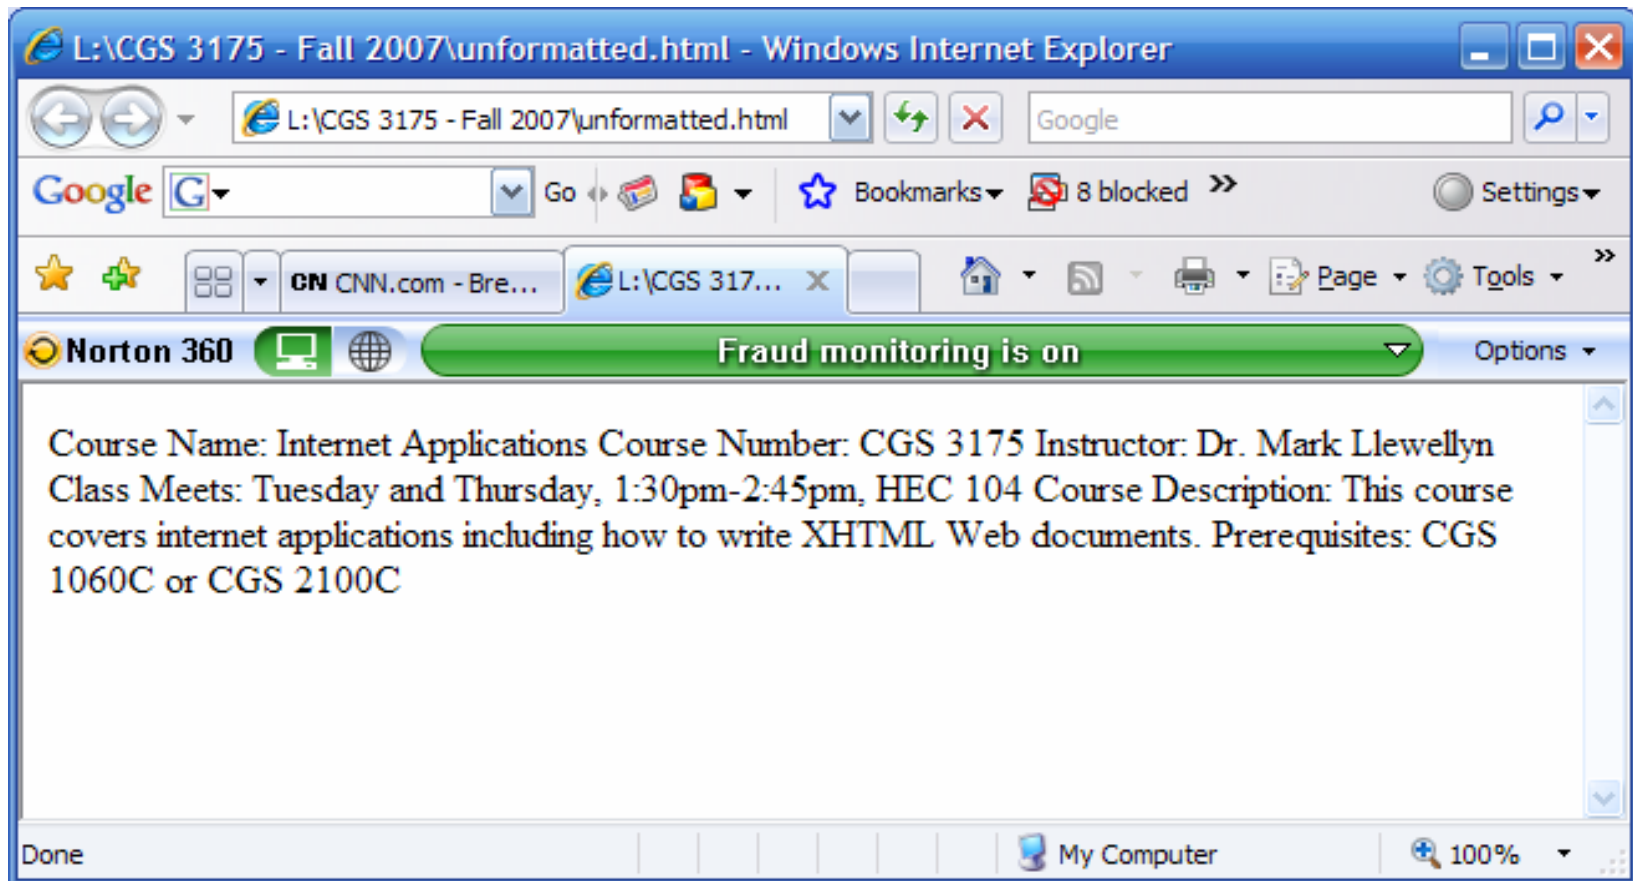 L:\CGS 3175 - Fall 2007\unformatted.html - Windows Internet Explorer
L:\CGS 3175 - Fall 2007\unformatted.html Google
Google G Go Bookmarks 8 blocked » Settings
CN CNN.com - Bre... L:\CGS 317... X Page Tools »
Norton 360 Fraud monitoring is on Options
Course Name: Internet Applications Course Number: CGS 3175 Instructor: Dr. Mark Llewellyn
Class Meets: Tuesday and Thursday, 1:30pm-2:45pm, HEC 104 Course Description: This course
covers internet applications including how to write XHTML Web documents. Prerequisites: CGS
1060C or CGS 2100C
Done My Computer 100%